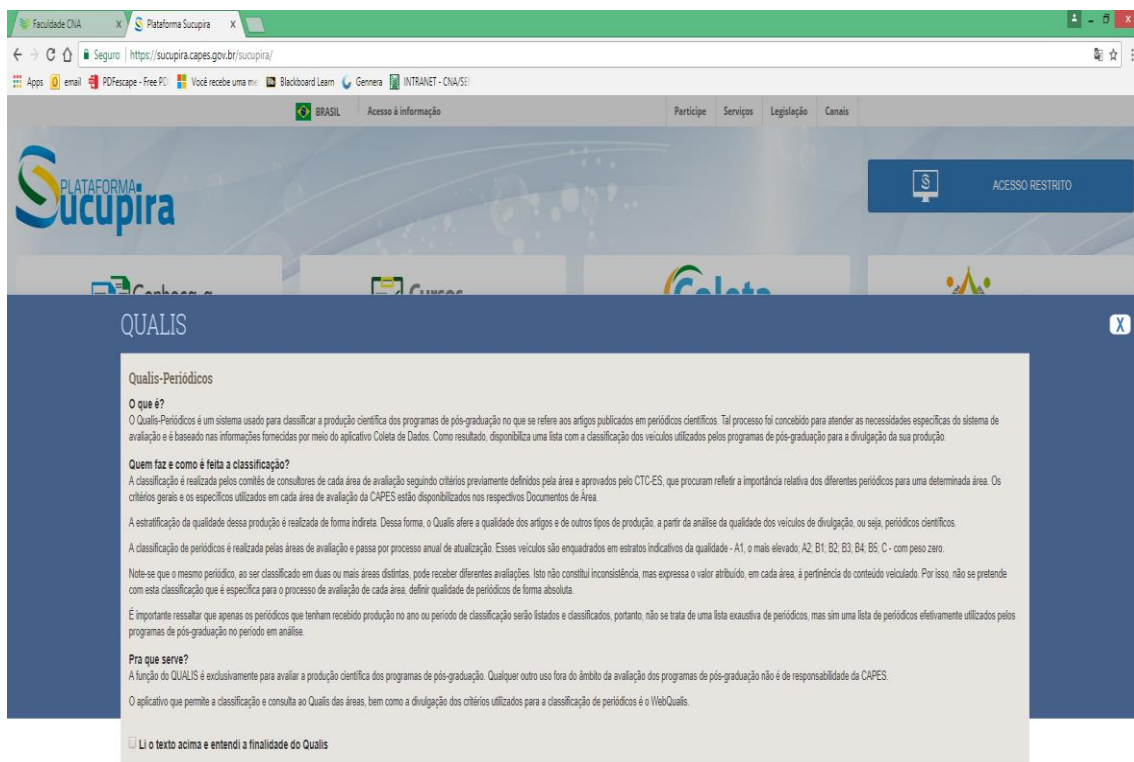 Faculdade CNA x Plataforma Sucupira x
Seguro | https://sucupira.capes.gov.br/sucupira/
Apps email PDFescape - Free PD Você recebe uma me Blackboard Learn Gennera INTRANET - CNA/SE
BRASIL Acesso à informação Participe Serviços Legislação Canais
PLATAFORMA
Sucupira
ACESSO RESTRITO
Conheça a Cursos Coleta
QUALIS
X
Qualis-Periódicos
O que é?
O Qualis-Periódicos é um sistema usado para classificar a produção científica dos programas de pós-graduação no que se refere aos artigos publicados em periódicos científicos. Tal processo foi concebido para atender as necessidades específicas do sistema de
avaliação e é baseado nas informações fornecidas por meio do aplicativo Coleta de Dados. Como resultado, disponibiliza uma lista com a classificação dos veículos utilizados pelos programas de pós-graduação para a divulgação da sua produção.
Quem faz e como é feita a classificação?
A classificação é realizada pelos comitês de consultores de cada área de avaliação seguindo critérios previamente definidos pela área e aprovados pelo CTC-ES, que procuram refletir a importância relativa dos diferentes periódicos para uma determinada área. Os
critérios gerais e os específicos utilizados em cada área de avaliação da CAPES estão disponibilizados nos respectivos Documentos de Área.
A estratificação da qualidade dessa produção é realizada de forma indireta. Dessa forma, o Qualis afere a qualidade dos artigos e de outros tipos de produção, a partir da análise da qualidade dos veículos de divulgação, ou seja, periódicos científicos.
A classificação de periódicos é realizada pelas áreas de avaliação e passa por processo anual de atualização. Esses veículos são enquadrados em estratos indicativos da qualidade - A1, o mais elevado; A2; B1; B2; B3; B4; B5; C - com peso zero.
Note-se que o mesmo periódico, ao ser classificado em duas ou mais áreas distintas, pode receber diferentes avaliações. Isto não constitui inconsistência, mas expressa o valor atribuído, em cada área, à pertinência do conteúdo veiculado. Por isso, não se pretende
com esta classificação que é específica para o processo de avaliação de cada área, definir qualidade de periódicos de forma absoluta.
É importante ressaltar que apenas os periódicos que tenham recebido produção no ano ou período de classificação serão listados e classificados, portanto, não se trata de uma lista exaustiva de periódicos, mas sim uma lista de periódicos efetivamente utilizados pelos
programas de pós-graduação no período em análise.
Pra que serve?
A função do QUALIS é exclusivamente para avaliar a produção científica dos programas de pós-graduação. Qualquer outro uso fora do âmbito da avaliação dos programas de pós-graduação não é de responsabilidade da CAPES.
O aplicativo que permite a classificação e consulta ao Qualis das áreas, bem como a divulgação dos critérios utilizados para a classificação de periódicos é o WebQualis.
Li o texto acima e entendi a finalidade do Qualis